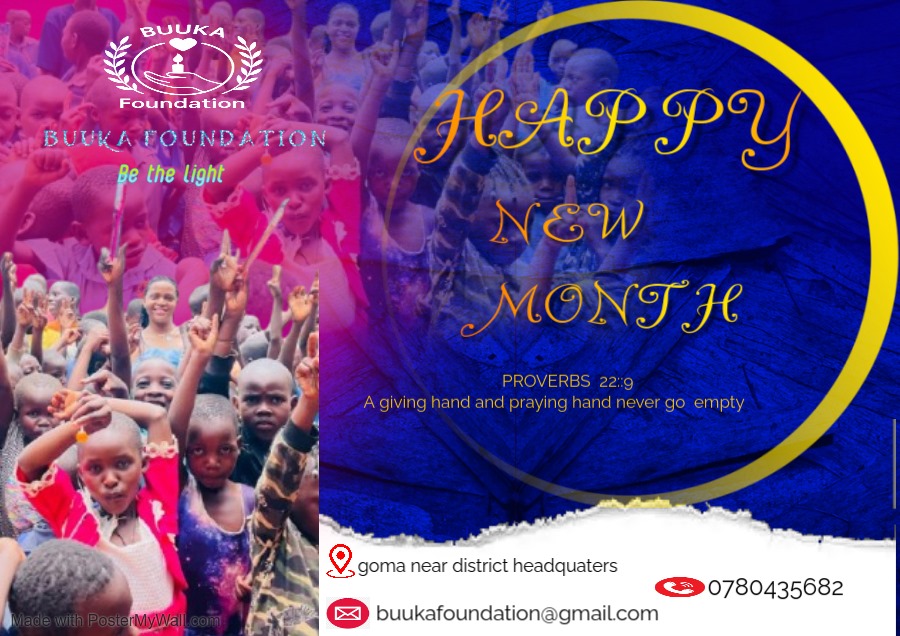 BUUKA
Foundation
BUUKA FOUNDATION
Be the light
HAPPY
NEW
MONTH
PROVERBS 22::9
A giving hand and praying hand never go empty
goma near district headquaters
0780435682
buukafoundation@gmail.com
Made with PosterMyWall.com